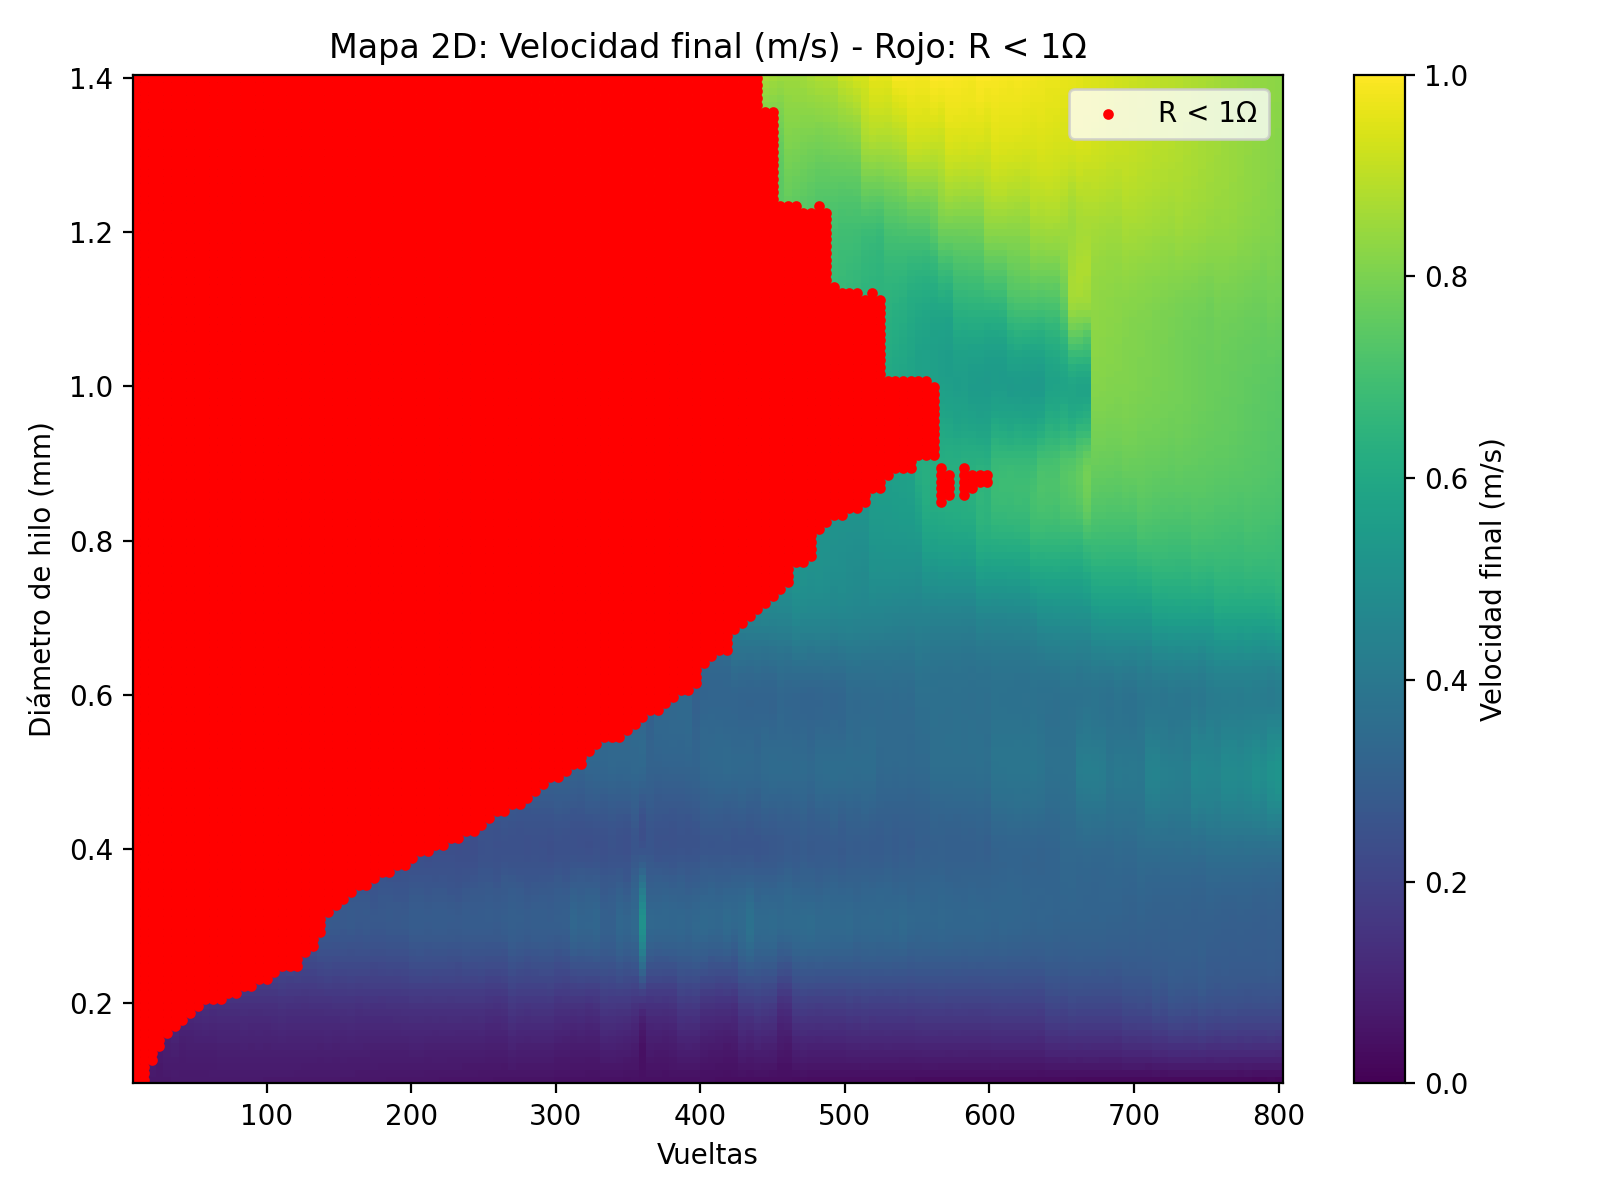 Mapa 2D: Velocidad final (m/s) - Rojo: R < 1Ω
R < 1Ω
Diámetro de hilo (mm)
1.4
1.2
1.0
0.8
0.6
0.4
0.2
100 200 300 400 500 600 700 800
Vueltas
1.0
0.8
0.6
0.4
0.2
0.0
Velocidad final (m/s)